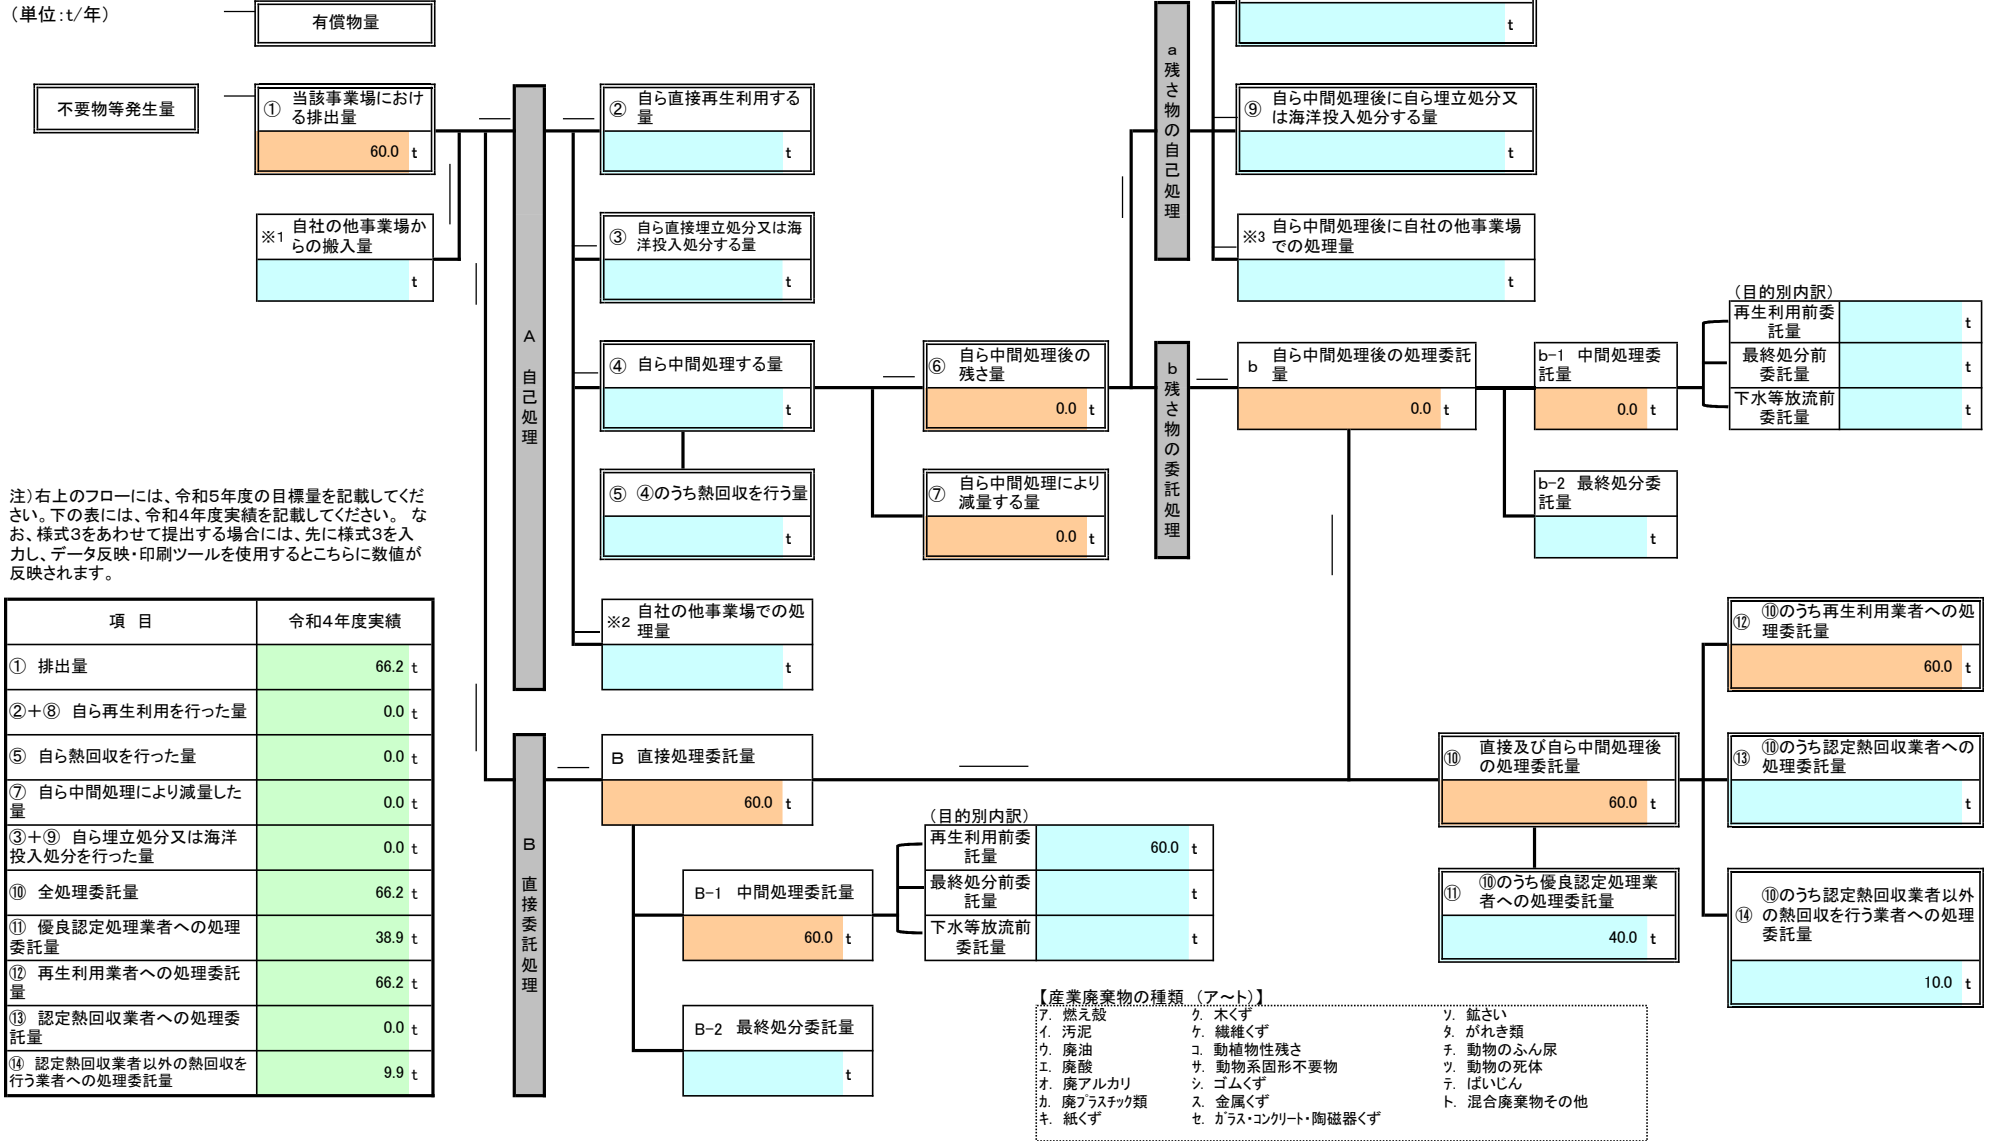 （単位：t/年）
有償物量
t
不要物等発生量
① 当該事業場におけ
る排出量
60.0 t
※1 自社の他事業場か
らの搬入量
t
A 自己処理
② 自ら直接再生利用する
量
t
③ 自ら直接埋立処分又は海
洋投入処分する量
t
④ 自ら中間処理する量
t
⑤ ④のうち熱回収を行う量
t
※2 自社の他事業場での処
理量
t
⑥ 自ら中間処理後の
残さ量
0.0 t
⑦ 自ら中間処理により
減量する量
0.0 t
a 残さ物の自己処理
⑨ 自ら中間処理後に自ら埋立処分又
は海洋投入処分する量
t
※3 自ら中間処理後に自社の他事業場
での処理量
t
b 残さ物の委託処理
b 自ら中間処理後の処理委託
量
0.0 t
b-1 中間処理委
託量
0.0 t
b-2 最終処分委
託量
t
（目的別内訳）
再生利用前委
託量
t
最終処分前
委託量
t
下水等放流前
委託量
t
注）右上のフローには、令和５年度の目標量を記載してくだ
さい。下の表には、令和４年度実績を記載してください。 な
お、様式３をあわせて提出する場合には、先に様式３を入
力し、データ反映・印刷ツールを使用するとこちらに数値が
反映されます。
項 目 令和４年度実績
① 排出量 66.2 t
②＋⑧ 自ら再生利用を行った量 0.0 t
⑤ 自ら熱回収を行った量 0.0 t
⑦ 自ら中間処理により減量した
量 0.0 t
③＋⑨ 自ら埋立処分又は海洋
投入処分を行った量 0.0 t
⑩ 全処理委託量 66.2 t
⑪ 優良認定処理業者への処理
委託量 38.9 t
⑫ 再生利用業者への処理委託
量 66.2 t
⑬ 認定熱回収業者への処理委
託量 0.0 t
⑭ 認定熱回収業者以外の熱回収を
行う業者への処理委託量 9.9 t
B 直接委託処理
B 直接処理委託量
60.0 t
B-1 中間処理委託量
60.0 t
B-2 最終処分委託量
t
（目的別内訳）
再生利用前委
託量
60.0 t
最終処分前委
託量
t
下水等放流前
委託量
t
⑩ 直接及び自ら中間処理後
の処理委託量
60.0 t
⑪ ⑩のうち優良認定処理業
者への処理委託量
40.0 t
⑫ ⑩のうち再生利用業者への処
理委託量
60.0 t
⑬ ⑩のうち認定熱回収業者への
処理委託量
t
⑭ ⑩のうち認定熱回収業者以外
の熱回収を行う業者への処理
委託量
10.0 t
【産業廃棄物の種類 （ア～ト）】
ア. 燃え殻
イ. 汚泥
ウ. 廃油
エ. 廃酸
オ. 廃アルカリ
カ. 廃プラスチック類
キ. 紙くず
ク. 木くず
ケ. 繊維くず
コ. 動植物性残さ
サ. 動物系固形不要物
シ. ゴムくず
ス. 金属くず
セ. ガラス・コンクリート・陶磁器くず
ソ. 鉱さい
タ. がれき類
チ. 動物のふん尿
ツ. 動物の死体
テ. ばいじん
ト. 混合廃棄物その他